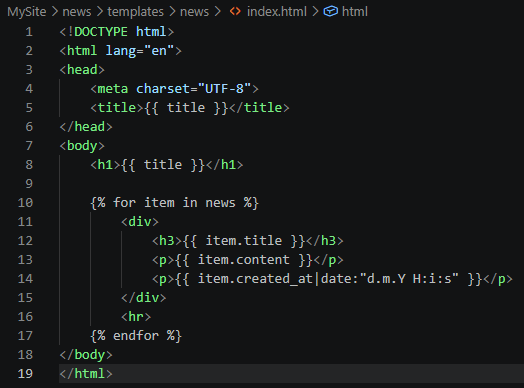 MySite > news > templates > news > <> index.html > html
1 <!DOCTYPE html>
2 <html lang="en">
3 <head>
4     <meta charset="UTF-8">
5     <title>{{ title }}</title>
6 </head>
7 <body>
8     <h1>{{ title }}</h1>
9
10     {% for item in news %}
11         <div>
12             <h3>{{ item.title }}</h3>
13             <p>{{ item.content }}</p>
14             <p>{{ item.created_at|date:"d.m.Y H:i:s" }}</p>
15         </div>
16         <hr>
17     {% endfor %}
18 </body>
19 </html>